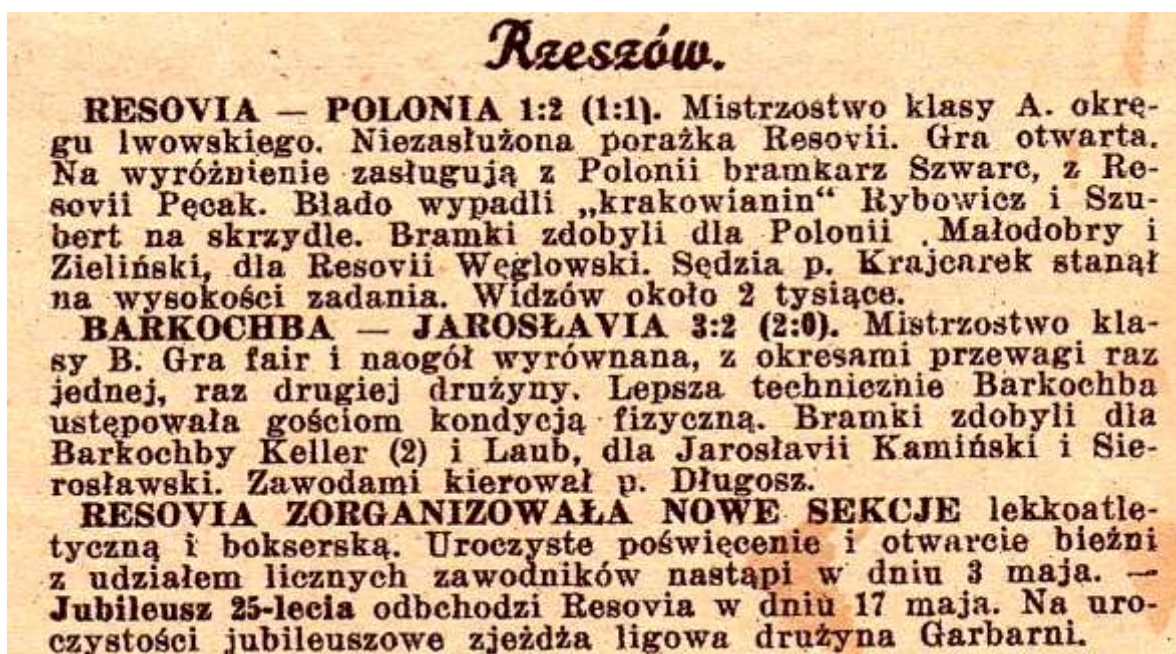 Rzeszów.
RESOVIA — POLONIA 1:2 (1:1). Mistrzostwo klasy A. okrę-
gu lwowskiego. Niezasłużona porażka Resovii. Gra otwarta.
Na wyróżnienie zasługują z Polonii bramkarz Szwarc, z Re-
sovii Pęcak. Blado wypadli „krakowianin“ Rybowicz i Szu-
bert na skrzydle. Bramki zdobyli dla Polonii Małodobry i
Zieliński, dla Resovii Węglowski. Sędzia p. Krajcarek stanął
na wysokości zadania. Widzów około 2 tysiące.
BARKOCHBA — JAROSŁAVIA 3:2 (2:0). Mistrzostwo kla-
sy B. Gra fair i naogół wyrównana, z okresami przewagi raz
jednej, raz drugiej drużyny. Lepsza technicznie Barkochba
ustępowała gościom kondycją fizyczną. Bramki zdobyli dla
Barkochby Keller (2) i Laub, dla Jarosłavii Kamiński i Sie-
rosławski. Zawodami kierował p. Długosz.
RESOVIA ZORGANIZOWAŁA NOWE SEKCJE lekkoatle-
tyczną i bokserską. Uroczyste poświęcenie i otwarcie bieżni
z udziałem licznych zawodników nastąpi w dniu 3 maja. —
Jubileusz 25-lecia odbchodzi Resovia w dniu 17 maja. Na uro-
czystości jubileuszowe zjeżdża ligowa drużyna Garbarni.